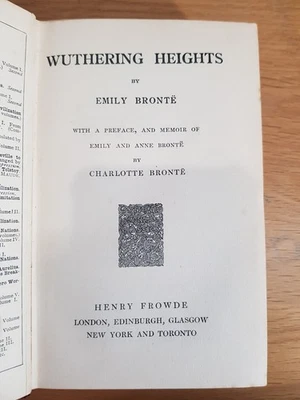 WUTHERING HEIGHTS
BY
EMILY BRONTË
WITH A PREFACE, AND MEMOIR OF
EMILY AND ANNE BRONTË
BY
CHARLOTTE BRONTË
HENRY FROWDE
LONDON, EDINBURGH, GLASGOW
NEW YORK AND TORONTO